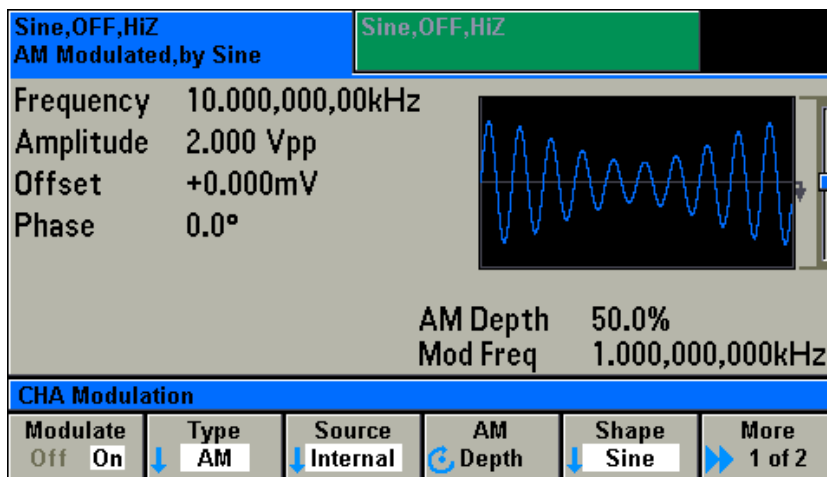 Sine,OFF,HiZ
AM Modulated,by Sine
Sine,OFF,HiZ
Frequency 10.000,000,00kHz
Amplitude 2.000 Vpp
Offset +0.000mV
Phase 0.0°
AM Depth 50.0%
Mod Freq 1.000,000,000kHz
CHA Modulation
Modulate
Off On
Type
AM
Source
Internal
AM
Depth
Shape
Sine
More
1 of 2